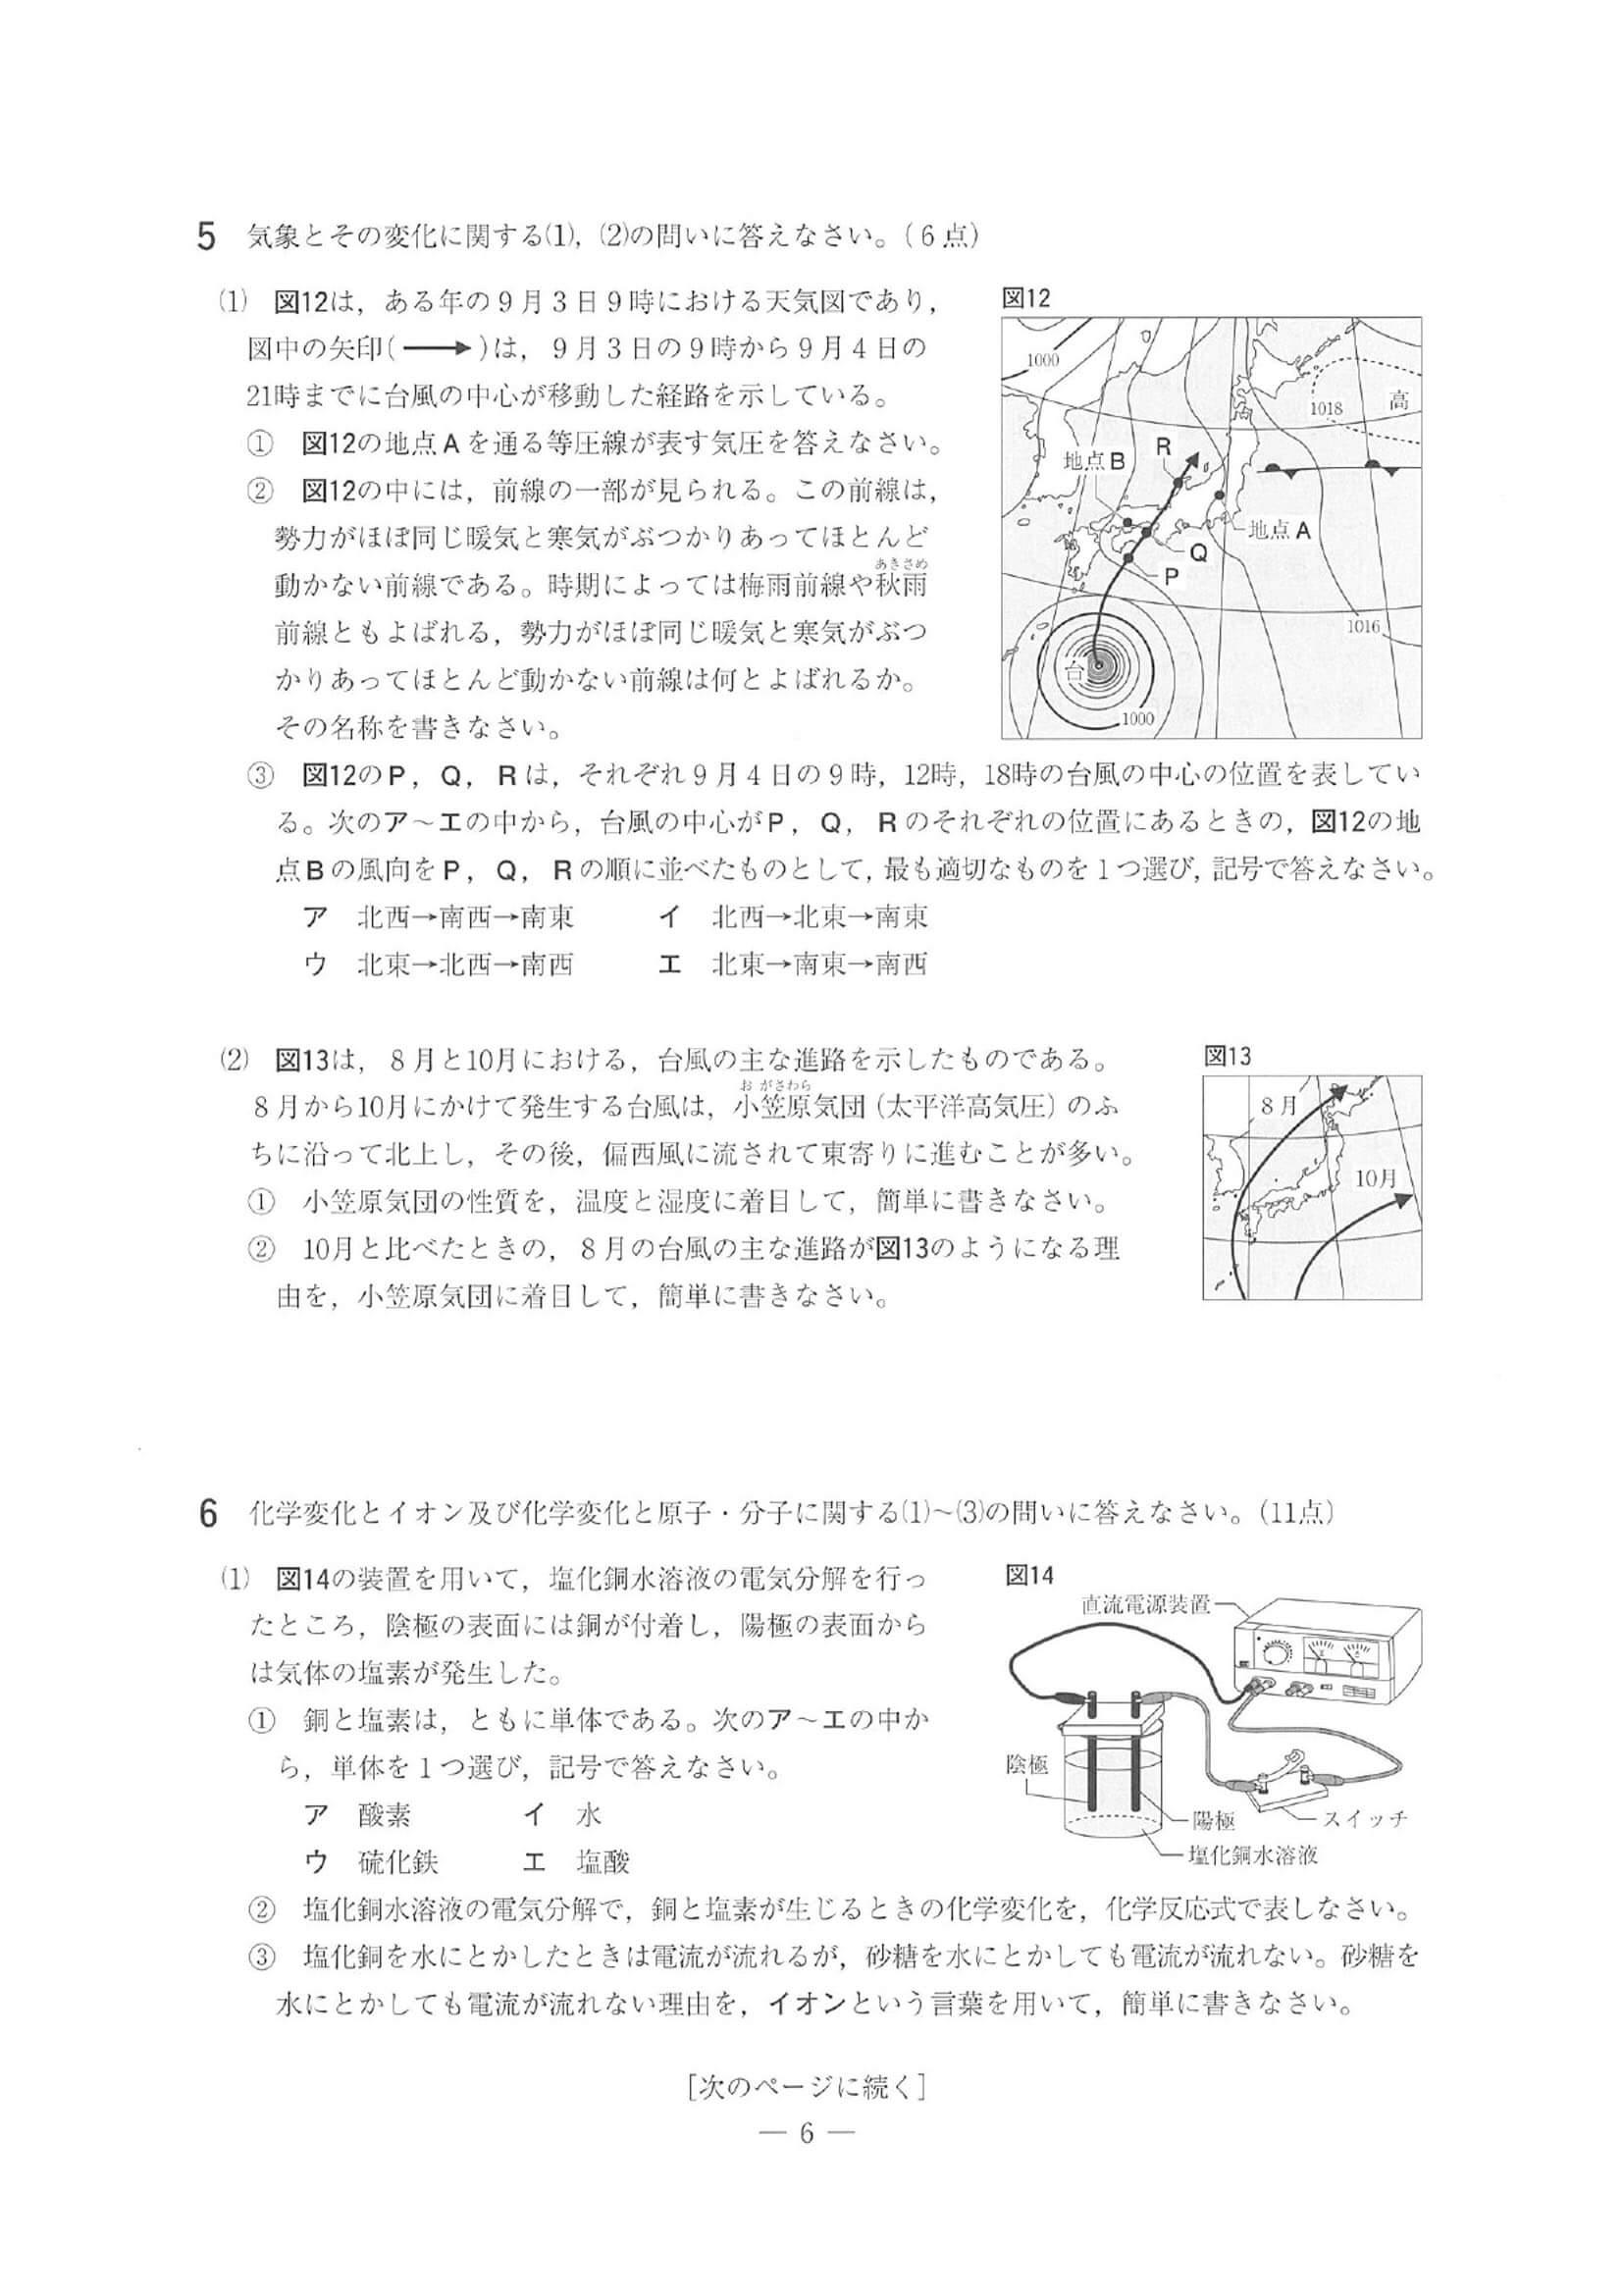 5 気象とその変化に関する(1)，(2)の問いに答えなさい。（6点）
(1) 図12は，ある年の9月3日9時における天気図であり，
図中の矢印(→)は，9月3日の9時から9月4日の
21時までに台風の中心が移動した経路を示している。
① 図12の地点Aを通る等圧線が表す気圧を答えなさい。
② 図12の中には，前線の一部が見られる。この前線は，
勢力がほぼ同じ暖気と寒気がぶつかりあってほとんど
あきさめ
動かない前線である。時期によっては梅雨前線や秋雨
前線ともよばれる，勢力がほぼ同じ暖気と寒気がぶつ
かりあってほとんど動かない前線は何とよばれるか。
その名称を書きなさい。
図12
1000
1018
高
地点B
R
地点A
Q
P
1016
台
1000
③ 図12のP，Q，Rは，それぞれ9月4日の9時，12時，18時の台風の中心の位置を表してい
る。次のア～エの中から，台風の中心がP，Q，Rのそれぞれの位置にあるときの，図12の地
点Bの風向をP，Q，Rの順に並べたものとして，最も適切なものを1つ選び，記号で答えなさい。
ア 北西→南西→南東 イ 北西→北東→南東
ウ 北東→北西→南西 エ 北東→南東→南西
(2) 図13は，8月と10月における，台風の主な進路を示したものである。
おがさわら
8月から10月にかけて発生する台風は，小笠原気団（太平洋高気圧）のふ
ちに沿って北上し，その後，偏西風に流されて東寄りに進むことが多い。
① 小笠原気団の性質を，温度と湿度に着目して，簡単に書きなさい。
② 10月と比べたときの，8月の台風の主な進路が図13のようになる理
由を，小笠原気団に着目して，簡単に書きなさい。
図13
8月
10月
6 化学変化とイオン及び化学変化と原子・分子に関する(1)～(3)の問いに答えなさい。（11点）
(1) 図14の装置を用いて，塩化銅水溶液の電気分解を行っ
たところ，陰極の表面には銅が付着し，陽極の表面から
は気体の塩素が発生した。
① 銅と塩素は，ともに単体である。次のア～エの中か
ら，単体を1つ選び，記号で答えなさい。
ア 酸素 イ 水
ウ 硫化鉄 エ 塩酸
図14
直流電源装置
陰極
陽極
スイッチ
塩化銅水溶液
② 塩化銅水溶液の電気分解で，銅と塩素が生じるときの化学変化を，化学反応式で表しなさい。
③ 塩化銅を水にとかしたときは電流が流れるが，砂糖を水にとかしても電流が流れない。砂糖を
水にとかしても電流が流れない理由を，イオンという言葉を用いて，簡単に書きなさい。
[次のページに続く]
— 6 —